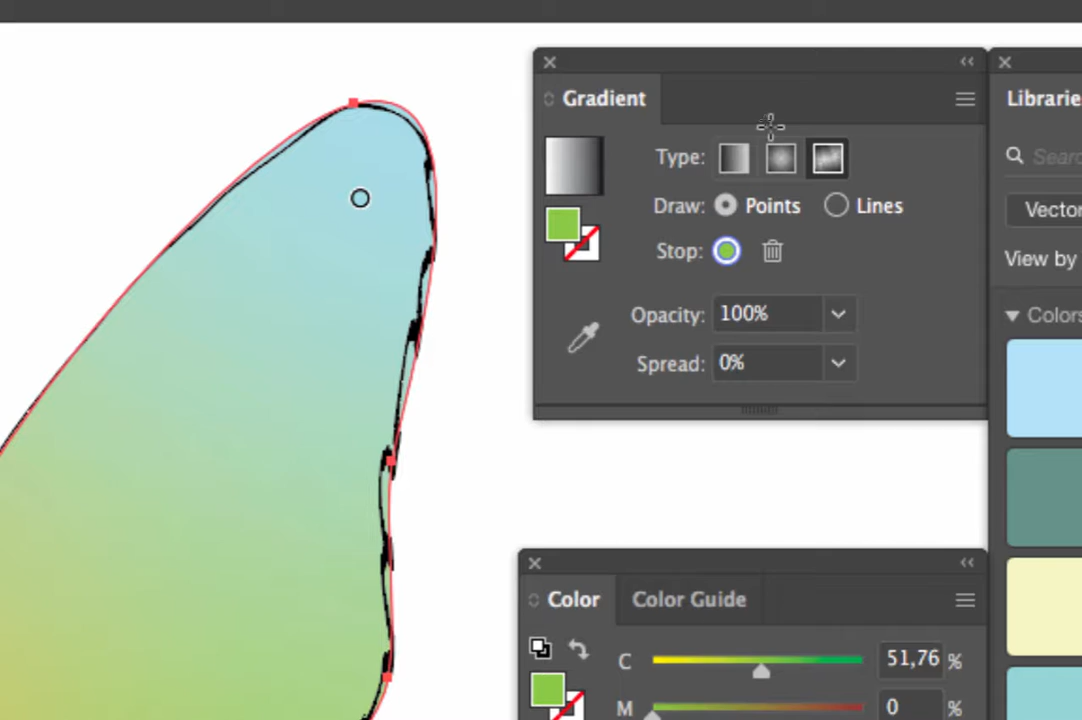 Gradient
Type:
Draw: Points Lines
Stop:
Opacity: 100%
Spread: 0%
Librarie
Sear
Vector
View by
Colors
Color Color Guide
C 51,76 %
M 0 %